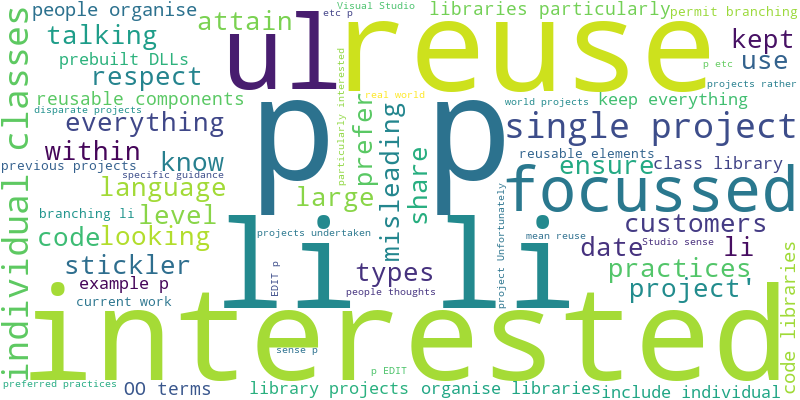 people organise
attain
etc p
Visual Studio
libraries particularly
permit branching
talking
ul
reuse
kept
prebuilt DLLs
respect
use
p etc
projects rather
reusable components
disparate projects
everything
particularly interested
prefer
real world
world projects
keep everything
p p
single project
within
previous projects
know
specific guidance
misleading
share
reusable elements
ensure
class library
individual classes
language
large
focussed
branching li
level
code
looking
li li
projects undertaken
mean reuse
customers
date
Studio sense
li
stickler
types
project Unfortunately
practices
example p
EDIT p
people thoughts
project'
current work
interested
code libraries
sense p
p EDIT
preferred practices
OO terms
library projects
organise libraries
include individual